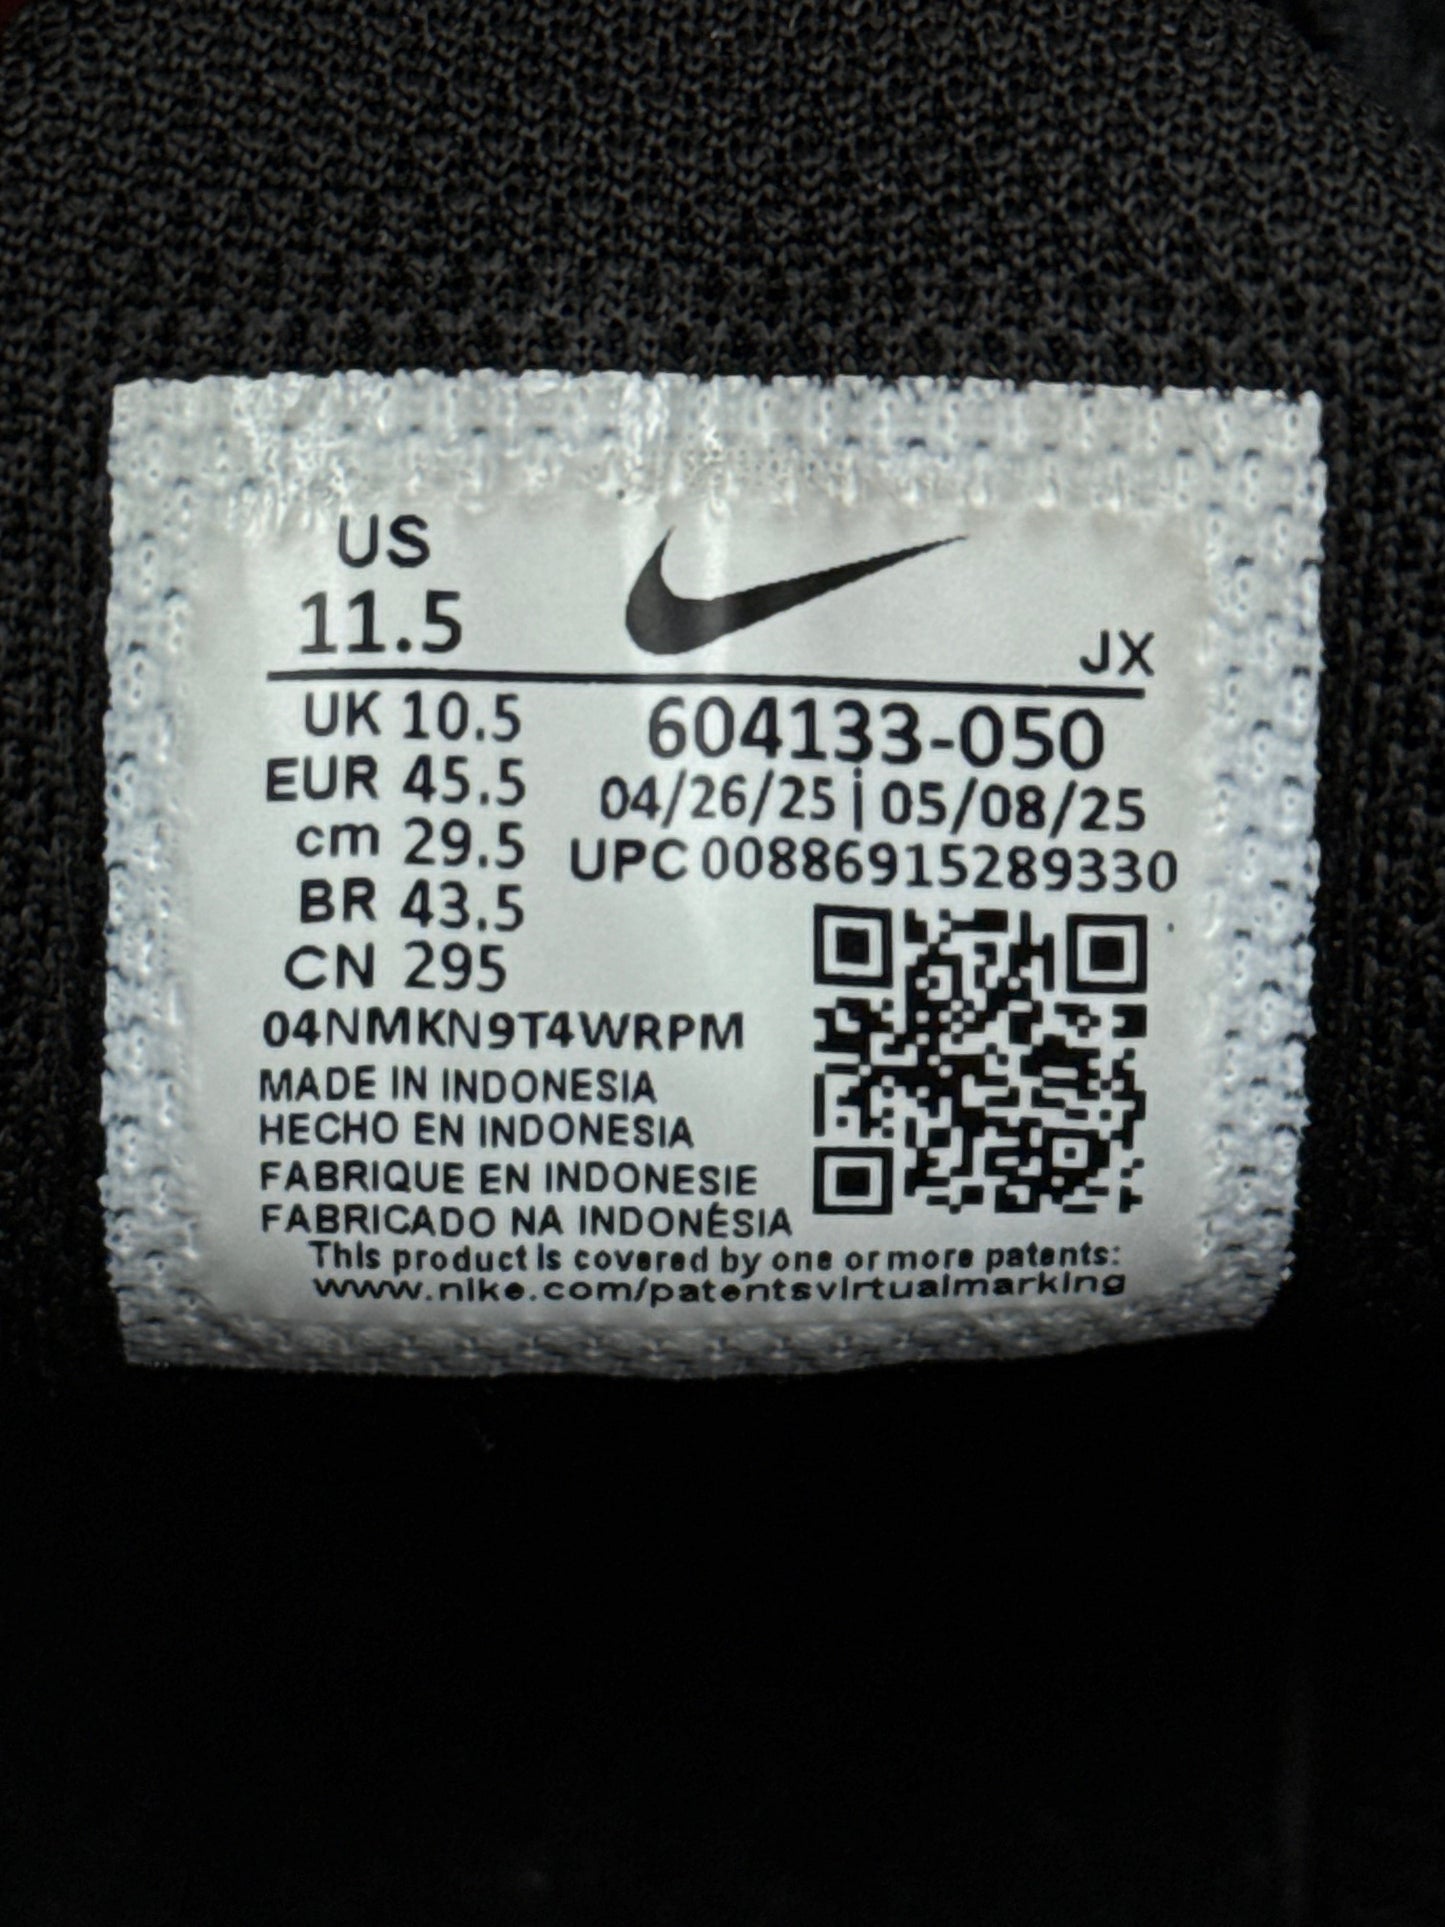 US
11.5
JX
UK 10.5
EUR 45.5
cm 29.5
BR 43.5
CN 295
604133-050
04/26/25 | 05/08/25
UPC 00886915289330
04NMKN9T4WRPM
MADE IN INDONESIA
HECHO EN INDONESIA
FABRIQUE EN INDONESIE
FABRICADO NA INDONÉSIA
This product is covered by one or more patents:
www.nike.com/patentsvirtualmarking